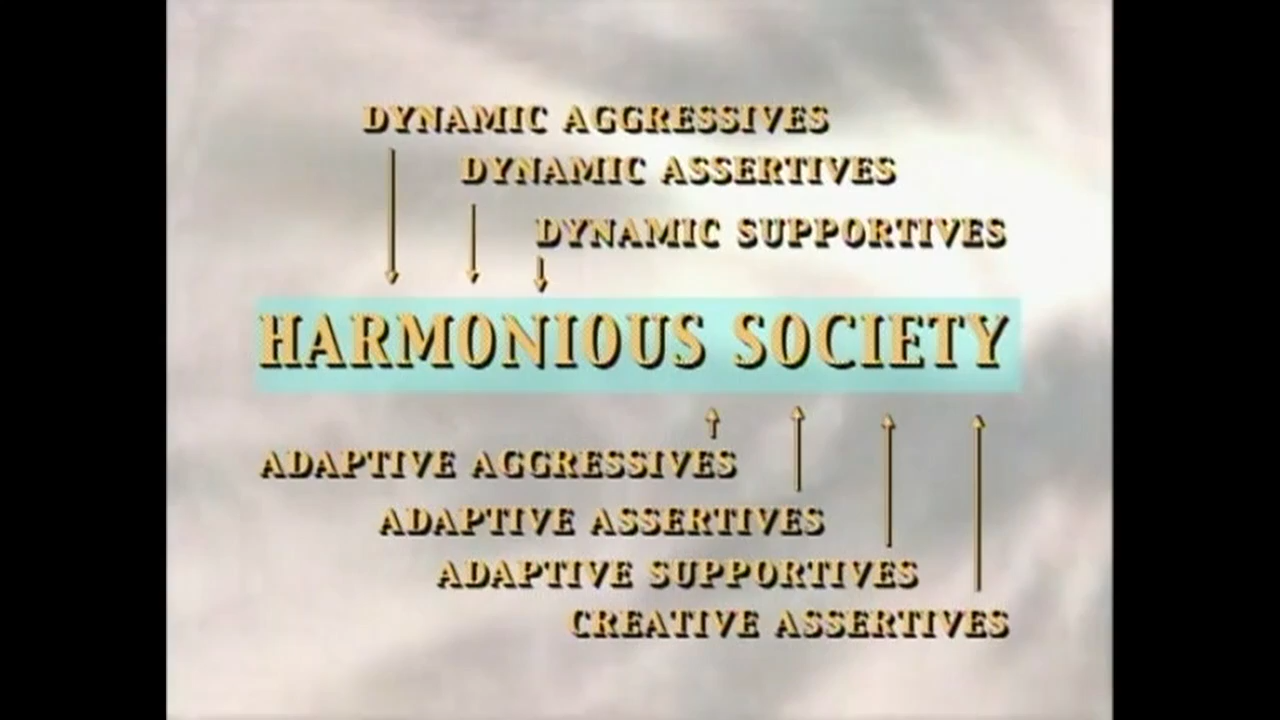 DYNAMIC AGGRESSIVES
DYNAMIC ASSERTIVES
DYNAMIC SUPPORTIVES
HARMONIOUS SOCIETY
ADAPTIVE AGGRESSIVES
ADAPTIVE ASSERTIVES
ADAPTIVE SUPPORTIVES
CREATIVE ASSERTIVES